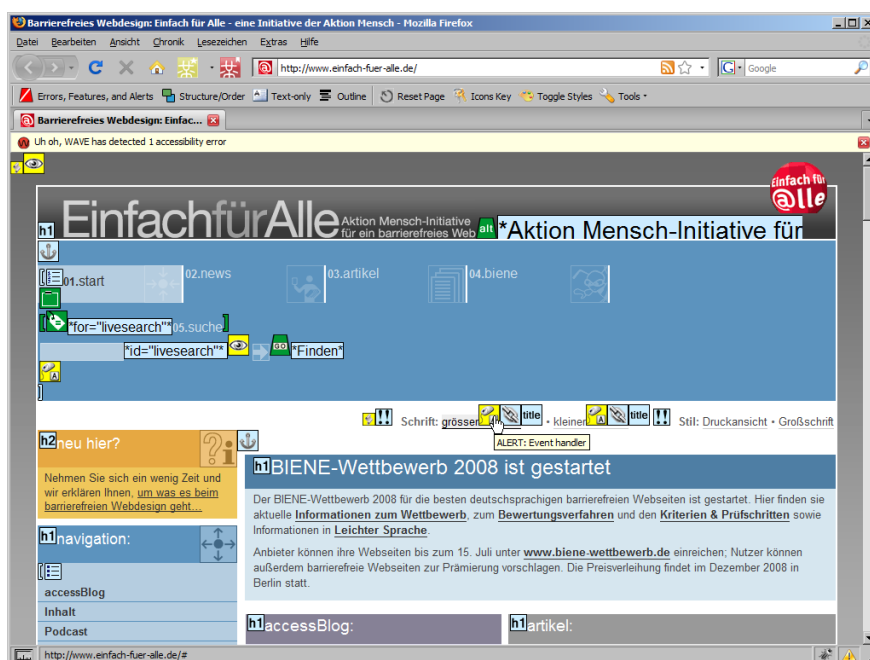 Barrierefreies Webdesign: Einfach für Alle - eine Initiative der Aktion Mensch - Mozilla Firefox
Datei Bearbeiten Ansicht Chronik Lesezeichen Extras Hilfe
http://www.einfach-fuer-alle.de/
G Google
Errors, Features, and Alerts Structure/Order Text-only Outline Reset Page Icons Key Toggle Styles Tools
Barrierefreies Webdesign: Einfac...
Uh oh, WAVE has detected 1 accessibility error
Einfach für
@lle
h1 EinfachfürAlle Aktion Mensch-Initiative
für ein barrierefreies Web alt *Aktion Mensch-Initiative für
01.start 02.news 03.artikel 04.biene
*for="livesearch"* 05.suche
*id="livesearch"* GO *Finden*
A
!! Schrift: grösser A title • kleiner A title !! Stil: Druckansicht • Großschrift
ALERT: Event handler
h2 neu hier?
Nehmen Sie sich ein wenig Zeit und
wir erklären Ihnen, um was es beim
barrierefreien Webdesign geht...
h1 navigation:
accessBlog
Inhalt
Podcast
h1 BIENE-Wettbewerb 2008 ist gestartet
Der BIENE-Wettbewerb 2008 für die besten deutschsprachigen barrierefreien Webseiten ist gestartet. Hier finden sie
aktuelle Informationen zum Wettbewerb, zum Bewertungsverfahren und den Kriterien & Prüfschritten sowie
Informationen in Leichter Sprache.
Anbieter können ihre Webseiten bis zum 15. Juli unter www.biene-wettbewerb.de einreichen; Nutzer können
außerdem barrierefreie Webseiten zur Prämierung vorschlagen. Die Preisverleihung findet im Dezember 2008 in
Berlin statt.
h1 accessBlog:
h1 artikel:
http://www.einfach-fuer-alle.de/#